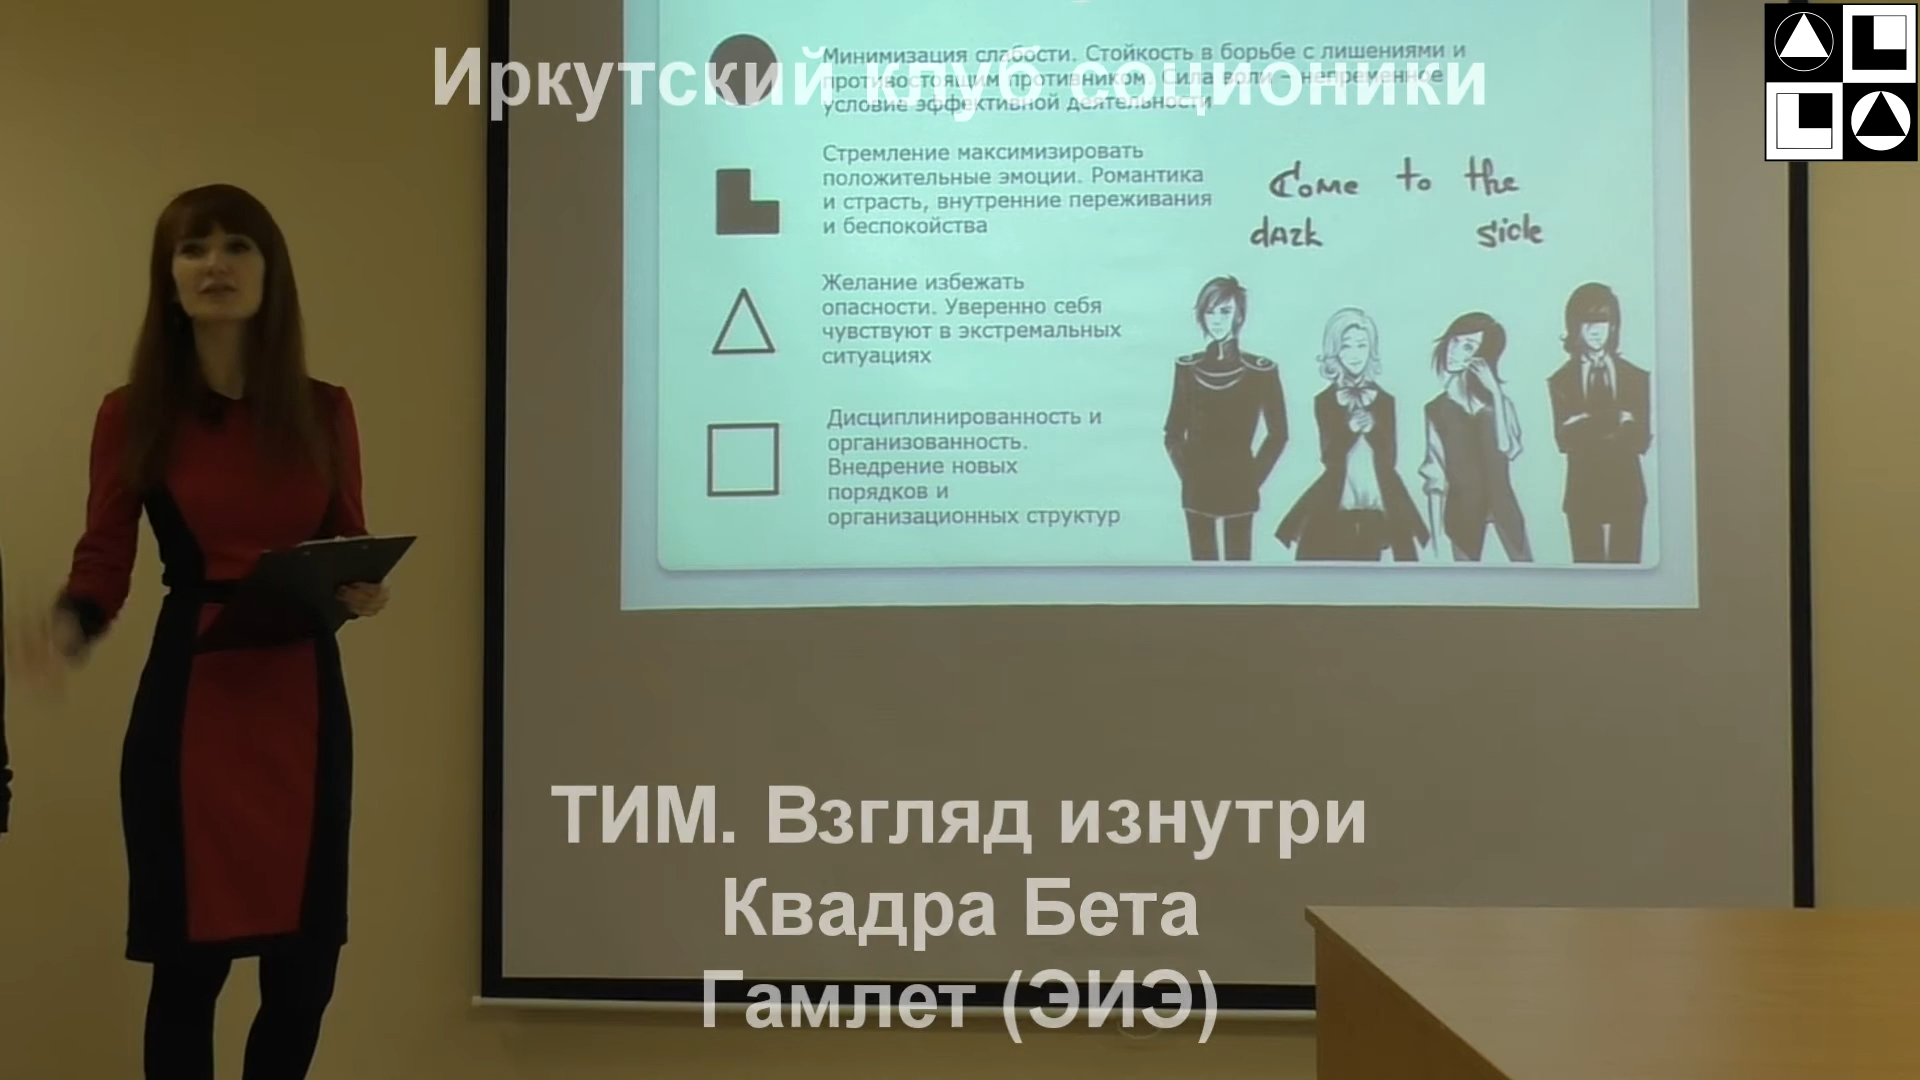 Иркутский клуб соционики
Минимизация слабости. Стойкость в борьбе с лишениями и
противостоящим противником. Сила воли – непременное
условие эффективной деятельности
Стремление максимизировать
положительные эмоции. Романтика
и страсть, внутренние переживания
и беспокойства
Come to the
dark side
Желание избежать
опасности. Уверенно себя
чувствуют в экстремальных
ситуациях
Дисциплинированность и
организованность.
Внедрение новых
порядков и
организационных структур
ТИМ. Взгляд изнутри
Квадра Бета
Гамлет (ЭИЭ)